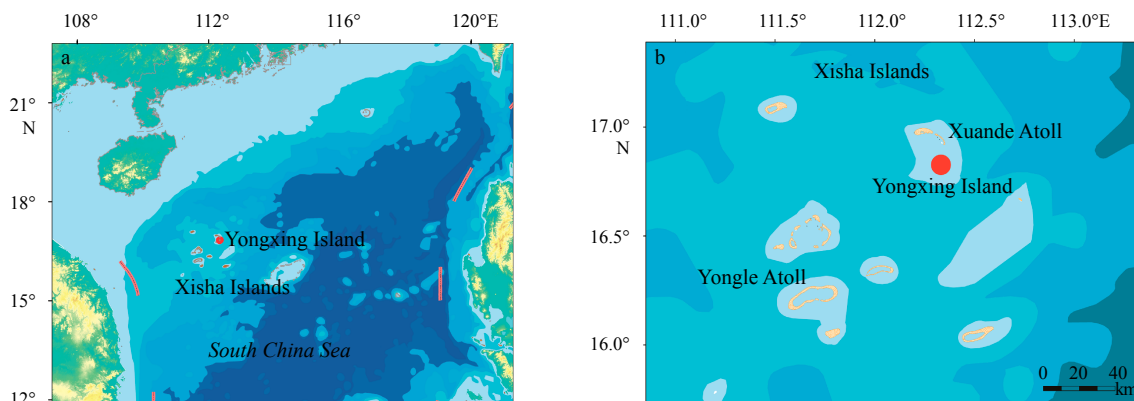 108° 112° 116° 120°
a
21°
N
18°
15°
12°
Yongxing Island
Xisha Islands
South China Sea
111.0° 111.5° 112.0° 112.5° 113.0°E
b
17.0°
N
16.5°
16.0°
Xisha Islands
Xuande Atoll
Yongxing Island
Yongle Atoll
0 20 40
km